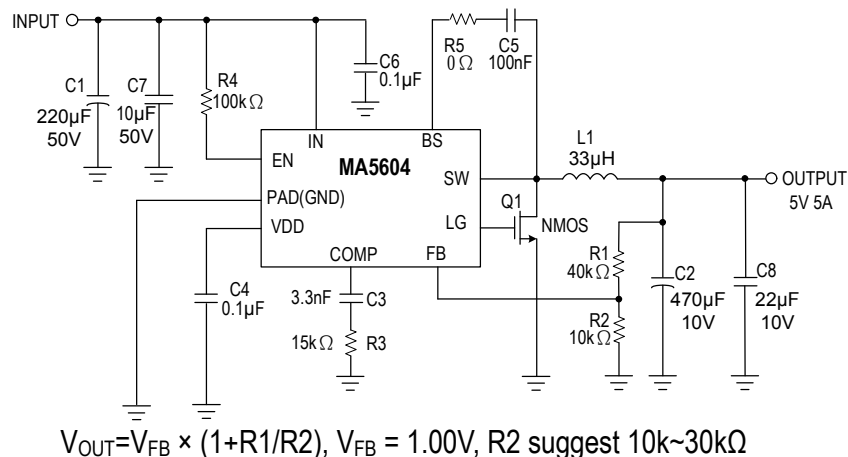 INPUT
C1
220µF
50V
C7
10µF
50V
R4
100kΩ
C6
0.1µF
R5
0Ω
C5
100nF
IN
BS
MA5604
EN
PAD(GND)
VDD
COMP
FB
SW
LG
Q1
NMOS
L1
33µH
OUTPUT
5V 5A
R1
40kΩ
R2
10kΩ
C2
470µF
10V
C8
22µF
10V
C4
0.1µF
3.3nF
C3
15kΩ
R3
V_OUT=V_FB × (1+R1/R2), V_FB = 1.00V, R2 suggest 10k~30kΩ